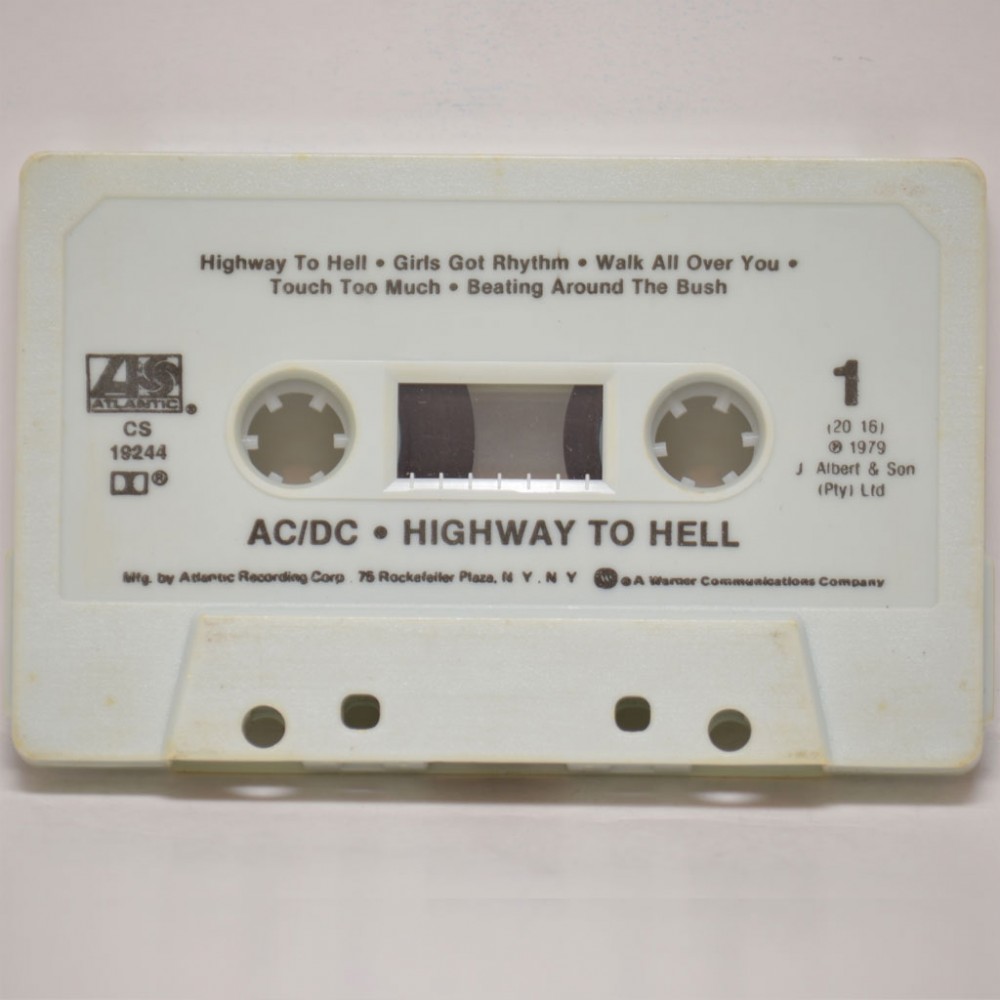 Highway To Hell • Girls Got Rhythm • Walk All Over You •
Touch Too Much • Beating Around The Bush
ATLANTIC ®
CS
19244
®
1
(20 16)
℗ 1979
J Albert & Son
(Pty) Ltd
AC/DC • HIGHWAY TO HELL
Mfg. by Atlantic Recording Corp . 75 Rockefeller Plaza, N Y . N Y W A Warner Communications Company